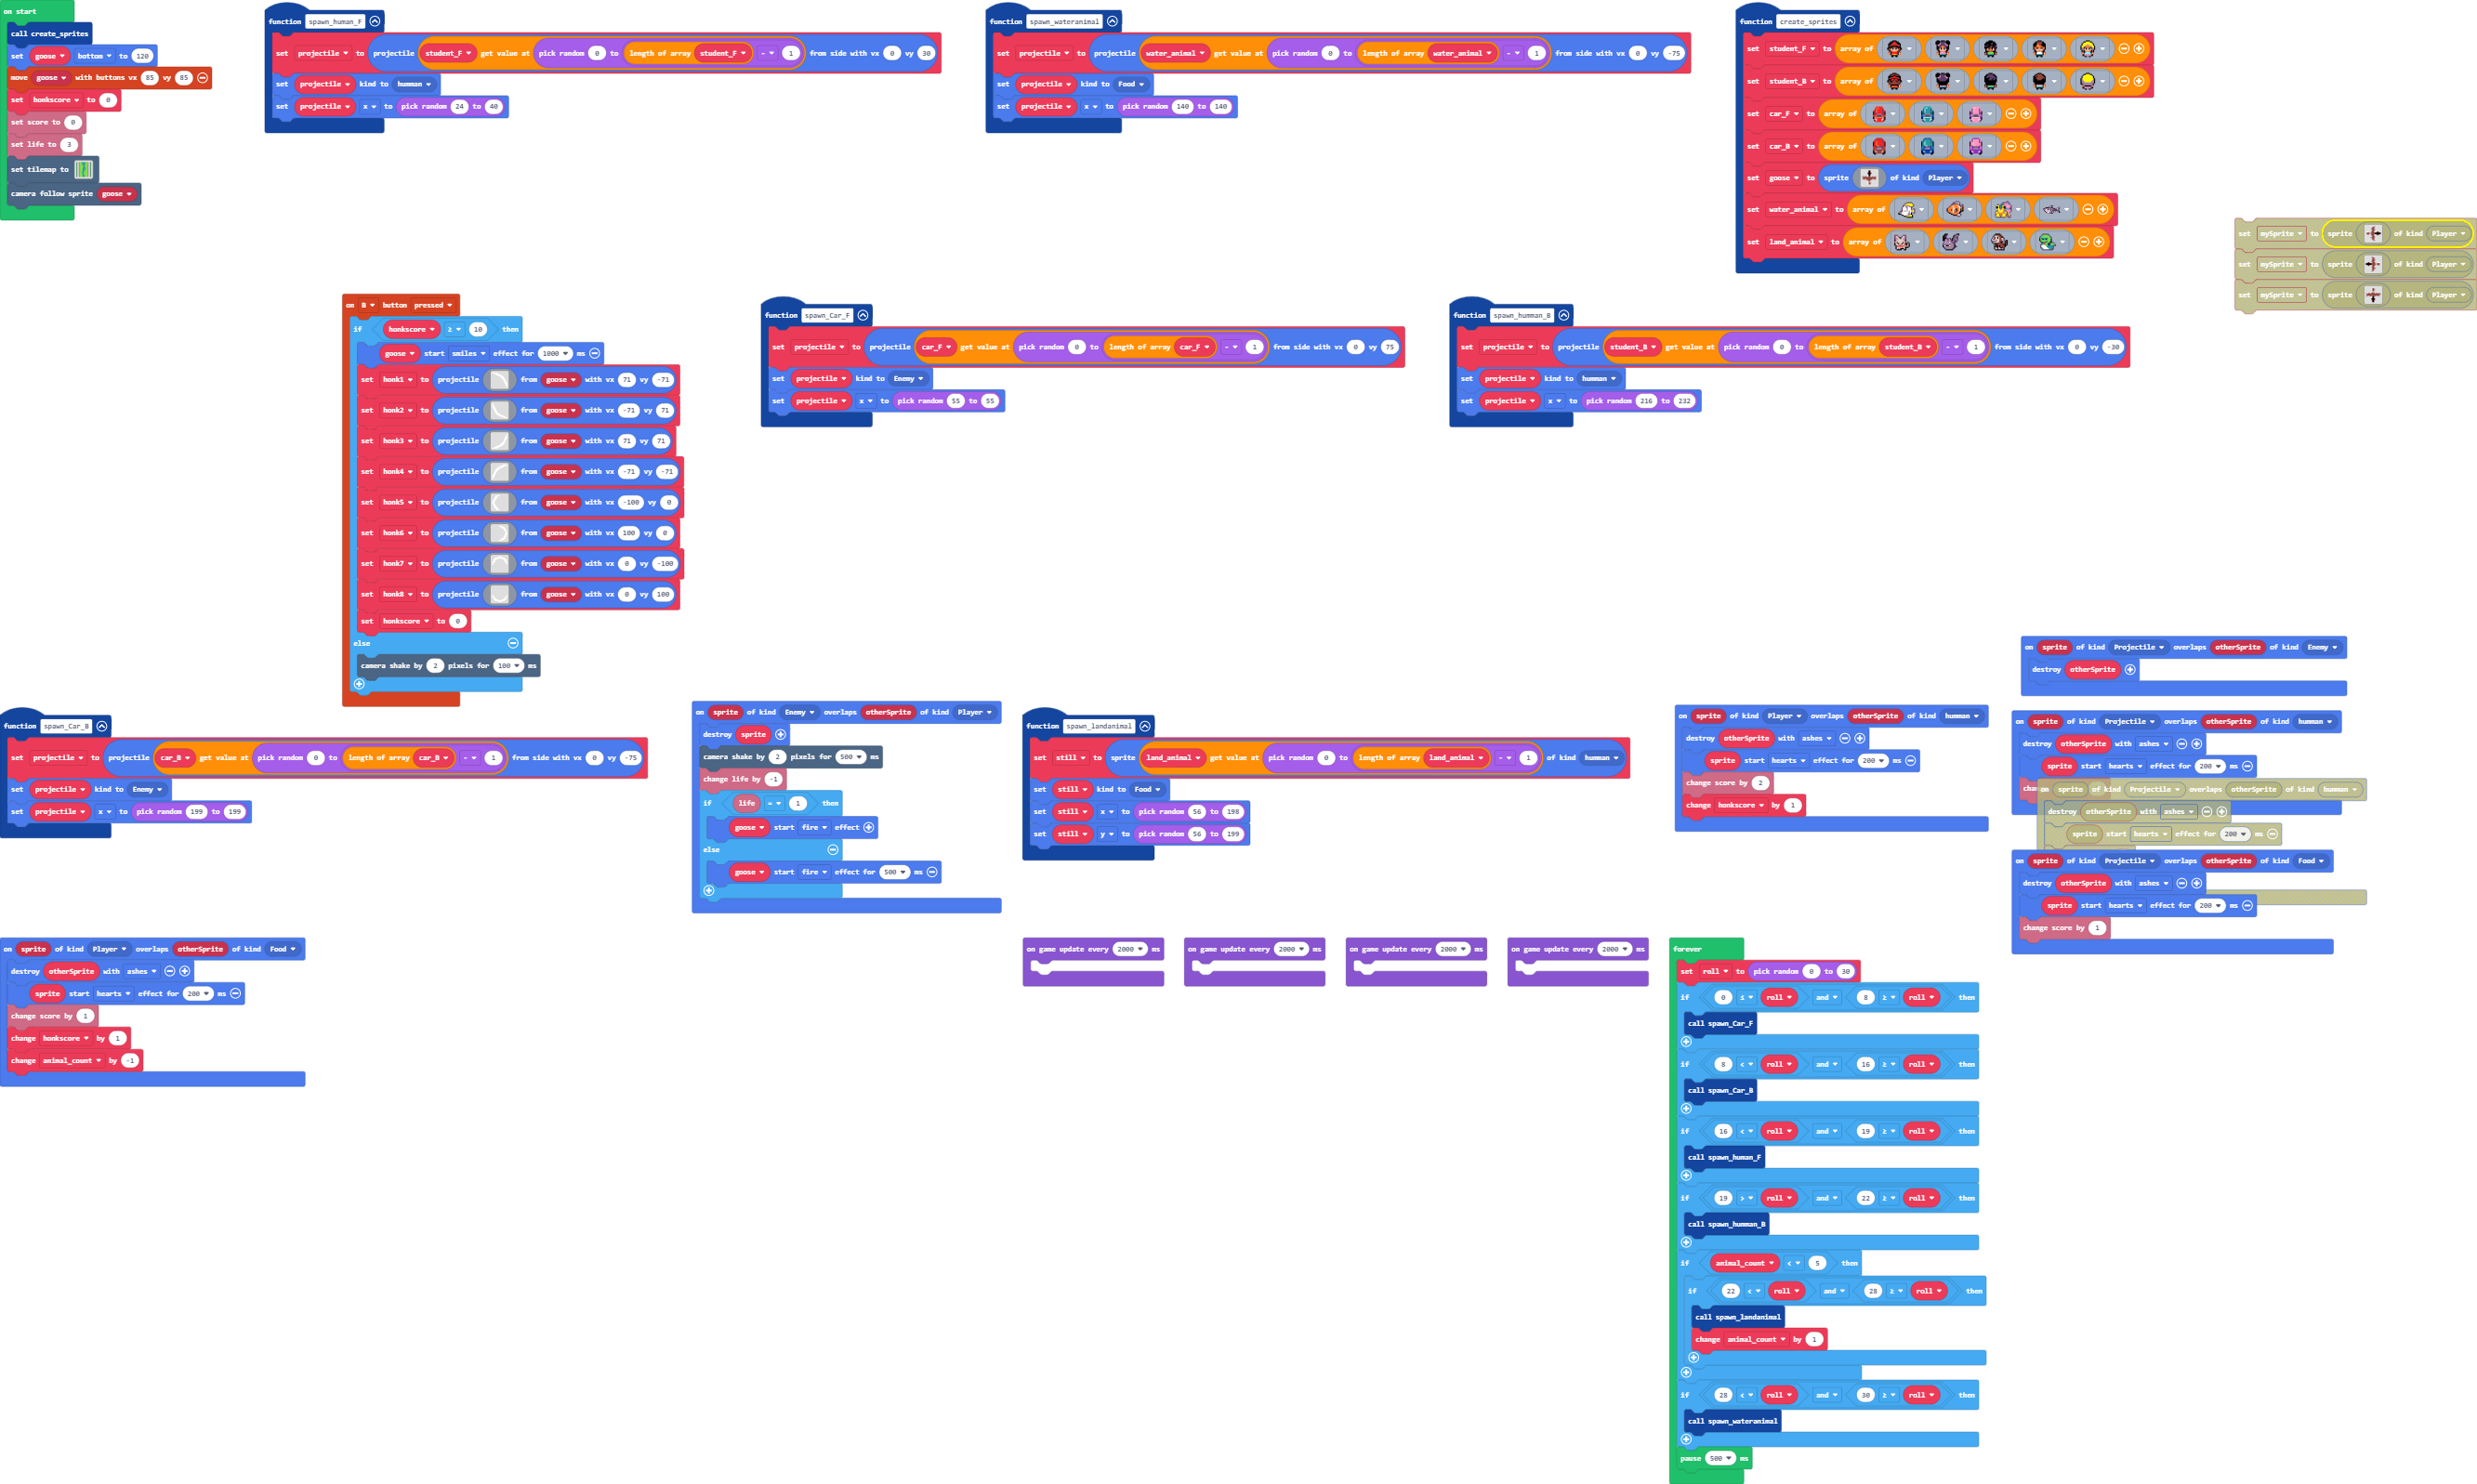 on start
call create_sprites
set goose bottom to 120
move goose with buttons vx 85 vy 85
set honkscore to 0
set score to 0
set life to 3
set tilemap to
camera follow sprite goose
function spawn_human_F
set projectile to projectile student_F get value at pick random 0 to length of array student_F - 1 from side with vx 0 vy 30
set projectile kind to humman
set projectile x to pick random 24 to 40
function spawn_wateranimal
set projectile to projectile water_animal get value at pick random 0 to length of array water_animal - 1 from side with vx 0 vy -75
set projectile kind to Food
set projectile x to pick random 140 to 140
function create_sprites
set student_F to array of
set student_B to array of
set car_F to array of
set car_B to array of
set goose to sprite of kind Player
set water_animal to array of
set land_animal to array of
set mySprite to sprite of kind Player
set mySprite to sprite of kind Player
set mySprite to sprite of kind Player
on B button pressed
if honkscore ≥ 10 then
goose start smiles effect for 1000 ms
set honk1 to projectile from goose with vx 71 vy -71
set honk2 to projectile from goose with vx -71 vy 71
set honk3 to projectile from goose with vx 71 vy 71
set honk4 to projectile from goose with vx -71 vy -71
set honk5 to projectile from goose with vx -100 vy 0
set honk6 to projectile from goose with vx 100 vy 0
set honk7 to projectile from goose with vx 0 vy -100
set honk8 to projectile from goose with vx 0 vy 100
set honkscore to 0
else
camera shake by 2 pixels for 100 ms
function spawn_Car_F
set projectile to projectile car_F get value at pick random 0 to length of array car_F - 1 from side with vx 0 vy 75
set projectile kind to Enemy
set projectile x to pick random 55 to 55
function spawn_humman_B
set projectile to projectile student_B get value at pick random 0 to length of array student_B - 1 from side with vx 0 vy -30
set projectile kind to humman
set projectile x to pick random 216 to 232
function spawn_Car_B
set projectile to projectile car_B get value at pick random 0 to length of array car_B - 1 from side with vx 0 vy -75
set projectile kind to Enemy
set projectile x to pick random 199 to 199
on sprite of kind Enemy overlaps otherSprite of kind Player
destroy sprite
camera shake by 2 pixels for 500 ms
change life by -1
if life = 1 then
goose start fire effect
else
goose start fire effect for 500 ms
function spawn_landanimal
set still to sprite land_animal get value at pick random 0 to length of array land_animal - 1 of kind humman
set still kind to Food
set still x to pick random 56 to 198
set still y to pick random 56 to 199
on sprite of kind Player overlaps otherSprite of kind humman
destroy otherSprite with ashes
sprite start hearts effect for 200 ms
change score by 2
change honkscore by 1
on sprite of kind Projectile overlaps otherSprite of kind Enemy
destroy otherSprite
on sprite of kind Projectile overlaps otherSprite of kind humman
destroy otherSprite with ashes
sprite start hearts effect for 200 ms
on sprite of kind Projectile overlaps otherSprite of kind humman
destroy otherSprite with ashes
sprite start hearts effect for 200 ms
on sprite of kind Projectile overlaps otherSprite of kind Food
destroy otherSprite with ashes
sprite start hearts effect for 200 ms
change score by 1
on sprite of kind Player overlaps otherSprite of kind Food
destroy otherSprite with ashes
sprite start hearts effect for 200 ms
change score by 1
change honkscore by 1
change animal_count by -1
on game update every 2000 ms
on game update every 2000 ms
on game update every 2000 ms
on game update every 2000 ms
forever
set roll to pick random 0 to 30
if 0 ≤ roll and 8 ≥ roll then
call spawn_Car_F
if 8 < roll and 16 ≥ roll then
call spawn_Car_B
if 16 < roll and 19 ≥ roll then
call spawn_human_F
if 19 > roll and 22 ≥ roll then
call spawn_humman_B
if animal_count < 5 then
if 22 < roll and 28 ≥ roll then
call spawn_landanimal
change animal_count by 1
if 28 < roll and 30 ≥ roll then
call spawn_wateranimal
pause 500 ms